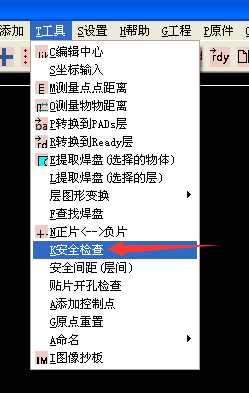 添加 T工具 S设置 H帮助 G工程 P原件
rdy
C编辑中心
S坐标输入
M测量点点距离
O测量物物距离
P转换到PADs层
R转换到Ready层
E提取焊盘(选择的物体)
L提取焊盘(选择的层)
层图形变换
F查找焊盘
N正片<-->负片
K安全检查
安全间距(层间)
贴片开孔检查
A添加控制点
G原点重置
A命名
I图像抄板